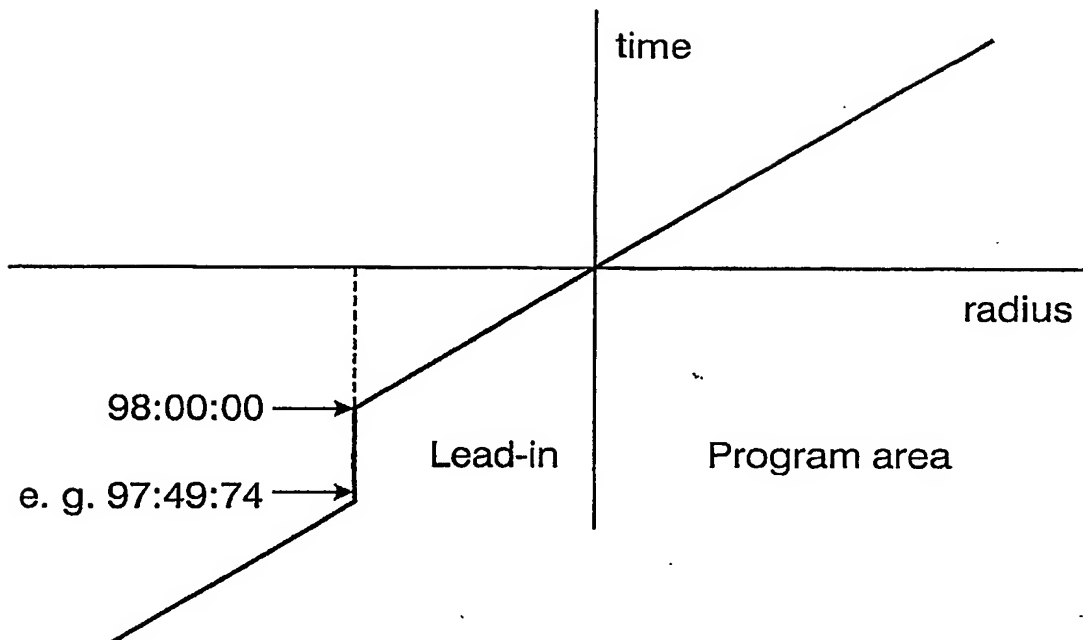 time
radius
98:00:00
Lead-in
Program area
e. g. 97:49:74